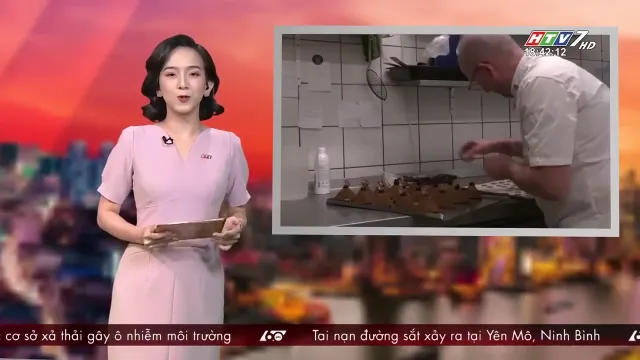 HTV7 HD
18:42:12
cơ sở xả thải gây ô nhiễm môi trường 60 Tai nạn đường sắt xảy ra tại Yên Mô, Ninh Bình